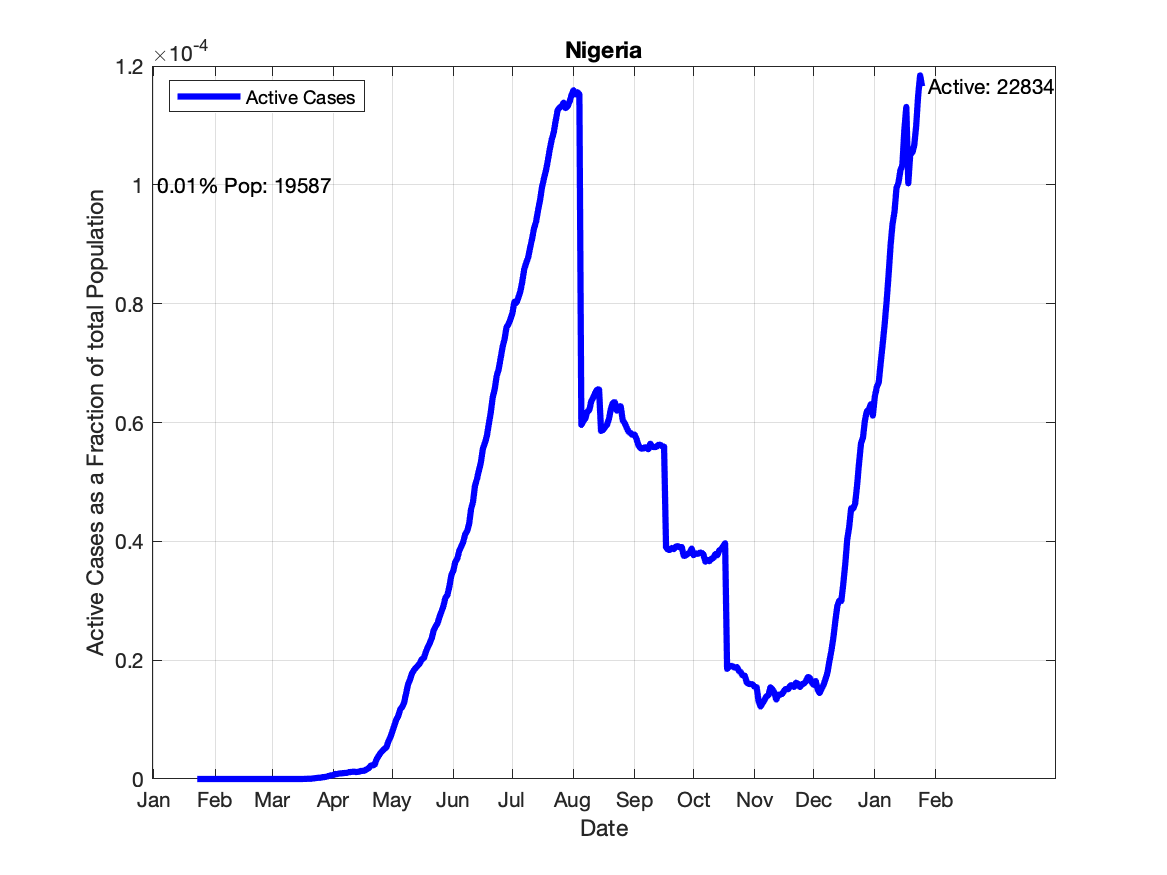 Nigeria
×10-4
1.2
1
0.8
0.6
0.4
0.2
0
Active Cases
0.01% Pop: 19587
Active: 22834
Active Cases as a Fraction of total Population
Jan Feb Mar Apr May Jun Jul Aug Sep Oct Nov Dec Jan Feb
Date